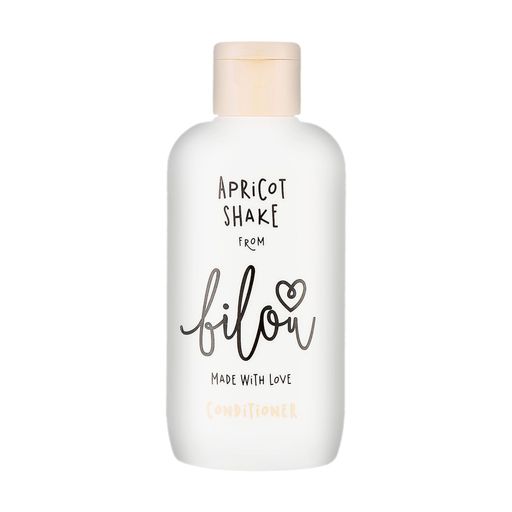 APRiCOT
SHAKE
FROM
bilou
MADE WiTH LOVE
CONDiTiONER